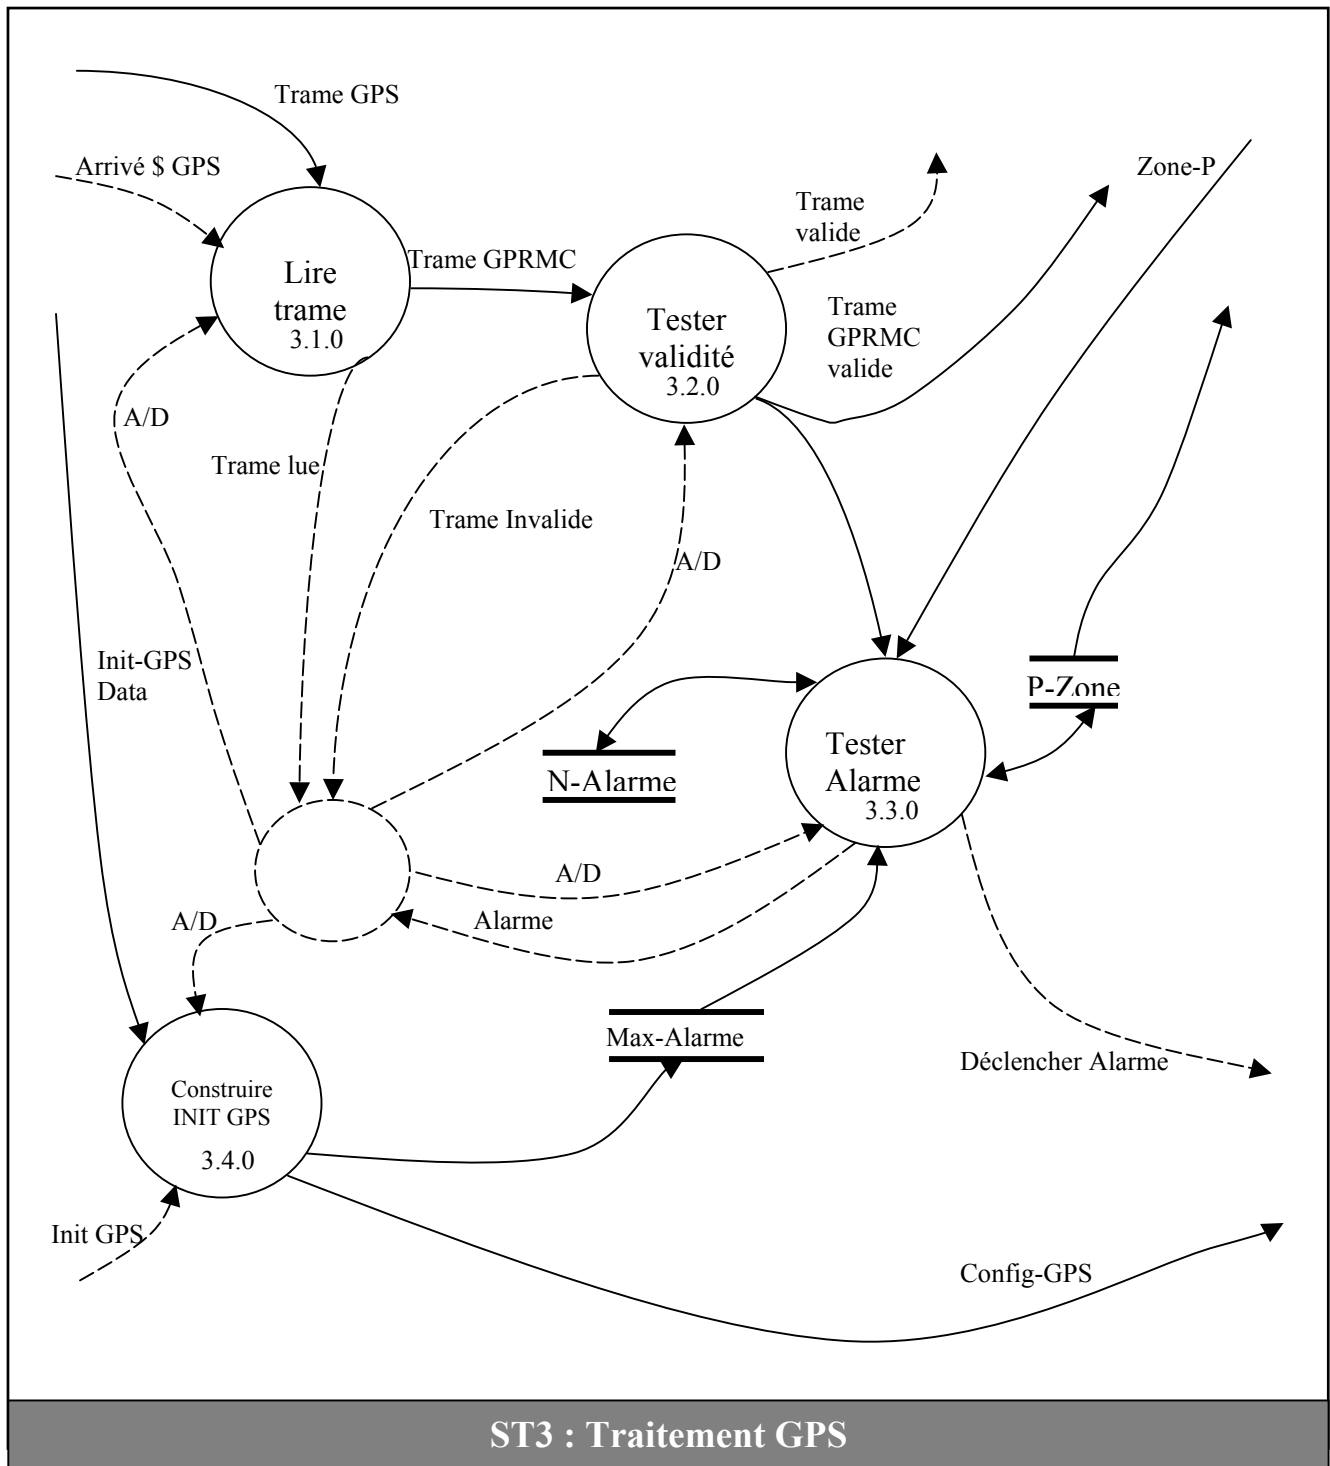 Trame GPS
Arrivé $ GPS
Zone-P
Trame
valide
Trame GPRMC
Lire
trame
3.1.0
Tester
validité
3.2.0
Trame
GPRMC
valide
A/D
Trame lue
Trame Invalide
A/D
Init-GPS
Data
P-Zone
N-Alarme
Tester
Alarme
3.3.0
A/D
A/D
Alarme
Max-Alarme
Déclencher Alarme
Construire
INIT GPS
3.4.0
Init GPS
Config-GPS
ST3 : Traitement GPS